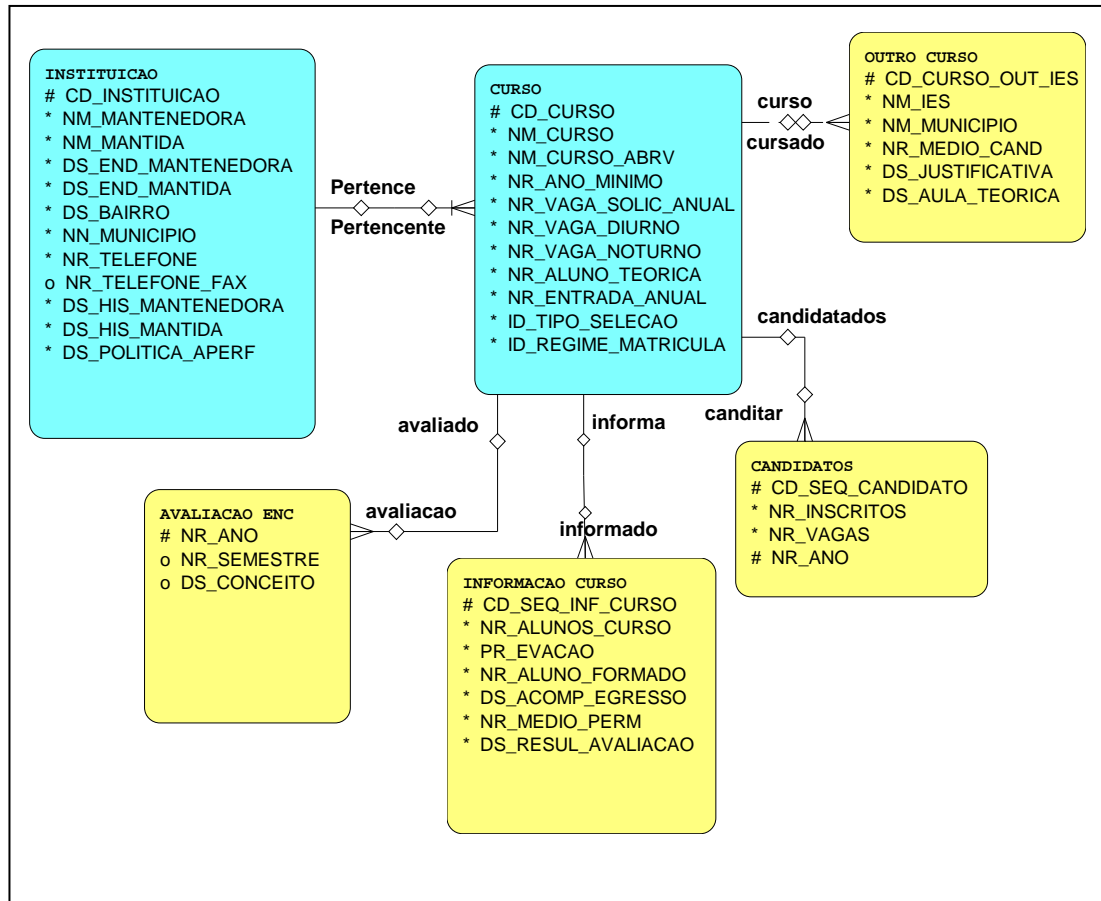 INSTITUICAO
# CD_INSTITUICAO
* NM_MANTENEDORA
* NM_MANTIDA
* DS_END_MANTENEDORA
* DS_END_MANTIDA
* DS_BAIRRO
* NN_MUNICIPIO
* NR_TELEFONE
o NR_TELEFONE_FAX
* DS_HIS_MANTENEDORA
* DS_HIS_MANTIDA
* DS_POLITICA_APERF
Pertence
Pertencente
CURSO
# CD_CURSO
* NM_CURSO
* NM_CURSO_ABRV
* NR_ANO_MINIMO
* NR_VAGA_SOLIC_ANUAL
* NR_VAGA_DIURNO
* NR_VAGA_NOTURNO
* NR_ALUNO_TEORICA
* NR_ENTRADA_ANUAL
* ID_TIPO_SELECAO
* ID_REGIME_MATRICULA
curso
cursado
OUTRO CURSO
# CD_CURSO_OUT_IES
* NM_IES
* NM_MUNICIPIO
* NR_MEDIO_CAND
* DS_JUSTIFICATIVA
* DS_AULA_TEORICA
candidatados
canditar
CANDIDATOS
# CD_SEQ_CANDIDATO
* NR_INSCRITOS
* NR_VAGAS
# NR_ANO
avaliado
avaliacao
AVALIACAO ENC
# NR_ANO
o NR_SEMESTRE
o DS_CONCEITO
informa
informado
INFORMACAO CURSO
# CD_SEQ_INF_CURSO
* NR_ALUNOS_CURSO
* PR_EVACAO
* NR_ALUNO_FORMADO
* DS_ACOMP_EGRESSO
* NR_MEDIO_PERM
* DS_RESUL_AVALIACAO